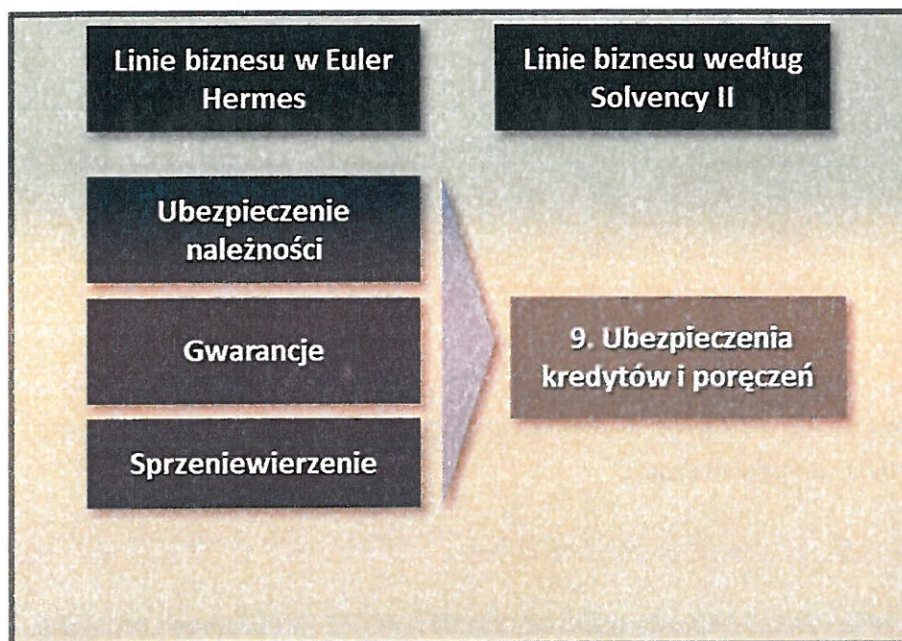 Linie biznesu w Euler
Hermes
Linie biznesu według
Solvency II
Ubezpieczenie
należności
Gwarancje
Sprzeniewierzenie
9. Ubezpieczenia
kredytów i poręczeń